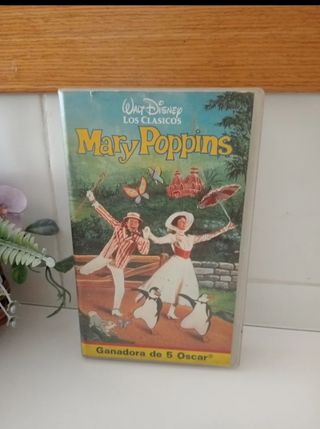 WALT DISNEY
LOS CLASICOS
Mary Poppins
Ganadora de 5 Oscar®